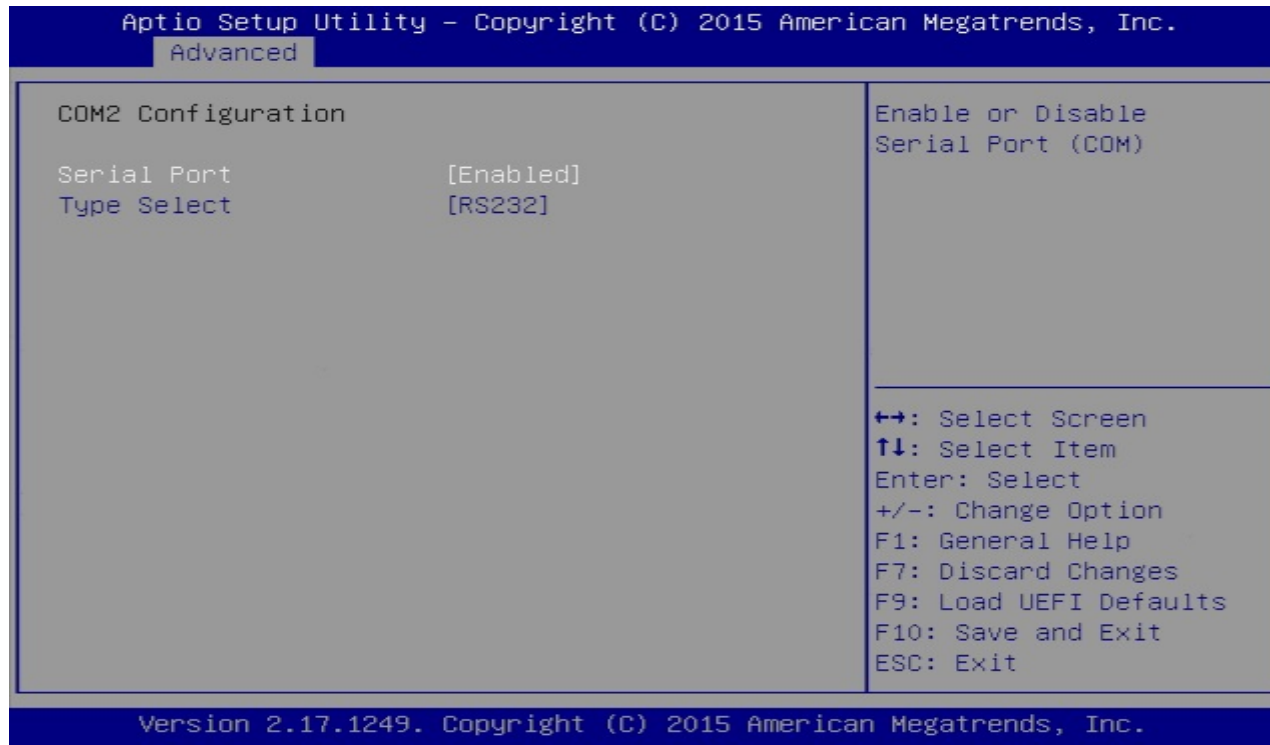 Aptio Setup Utility – Copyright (C) 2015 American Megatrends, Inc.
Advanced
COM2 Configuration
Serial Port [Enabled]
Type Select [RS232]
Enable or Disable
Serial Port (COM)
←→: Select Screen
↑↓: Select Item
Enter: Select
+/-: Change Option
F1: General Help
F7: Discard Changes
F9: Load UEFI Defaults
F10: Save and Exit
ESC: Exit
Version 2.17.1249. Copyright (C) 2015 American Megatrends, Inc.